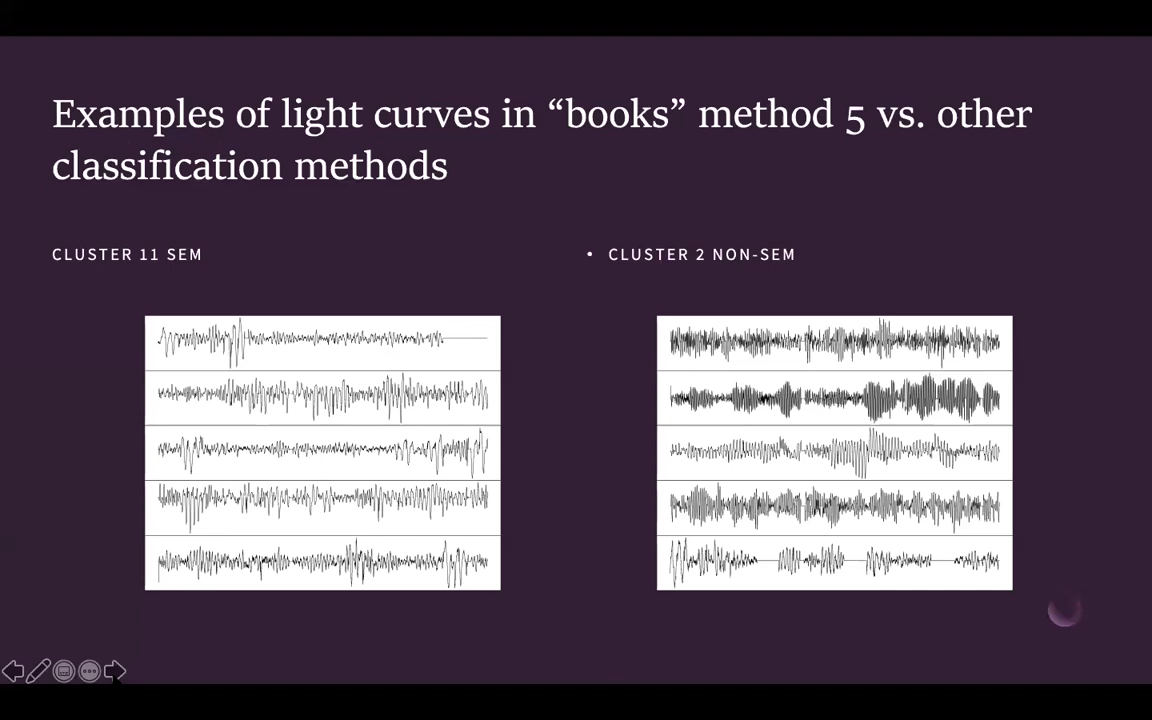 Examples of light curves in “books” method 5 vs. other
classification methods
CLUSTER 11 SEM
• CLUSTER 2 NON-SEM